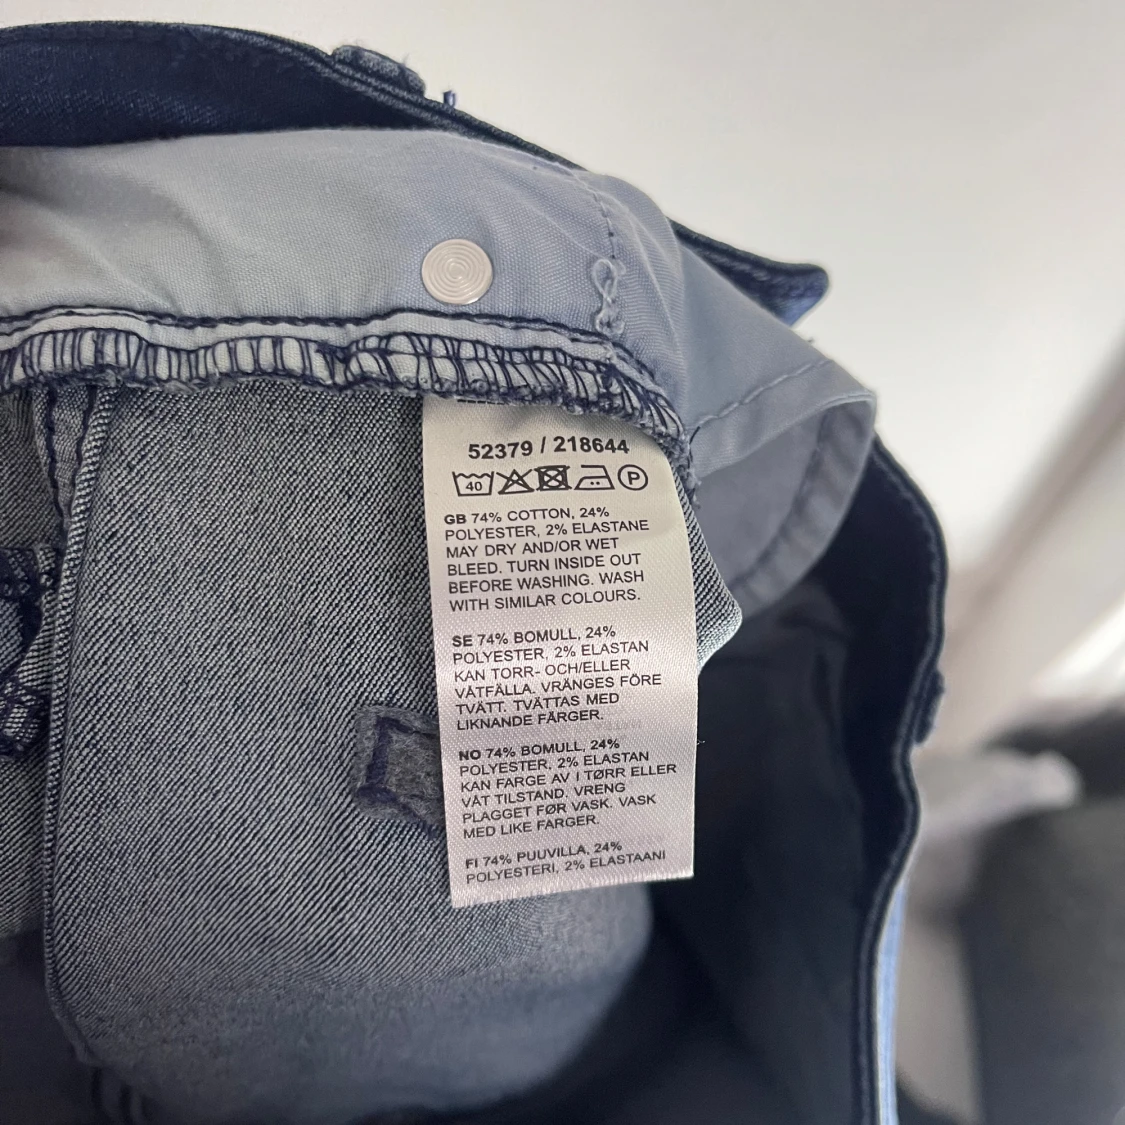 52379 / 218644
40 P
GB 74% COTTON, 24%
POLYESTER, 2% ELASTANE
MAY DRY AND/OR WET
BLEED. TURN INSIDE OUT
BEFORE WASHING. WASH
WITH SIMILAR COLOURS.
SE 74% BOMULL, 24%
POLYESTER, 2% ELASTAN
KAN TORR- OCH/ELLER
VÅTFÄLLA. VRÄNGES FÖRE
TVÄTT. TVÄTTAS MED
LIKNANDE FÄRGER.
NO 74% BOMULL, 24%
POLYESTER, 2% ELASTAN
KAN FARGE AV I TØRR ELLER
VÅT TILSTAND. VRENG
PLAGGET FØR VASK. VASK
MED LIKE FARGER.
FI 74% PUUVILLA, 24%
POLYESTERI, 2% ELASTAANI